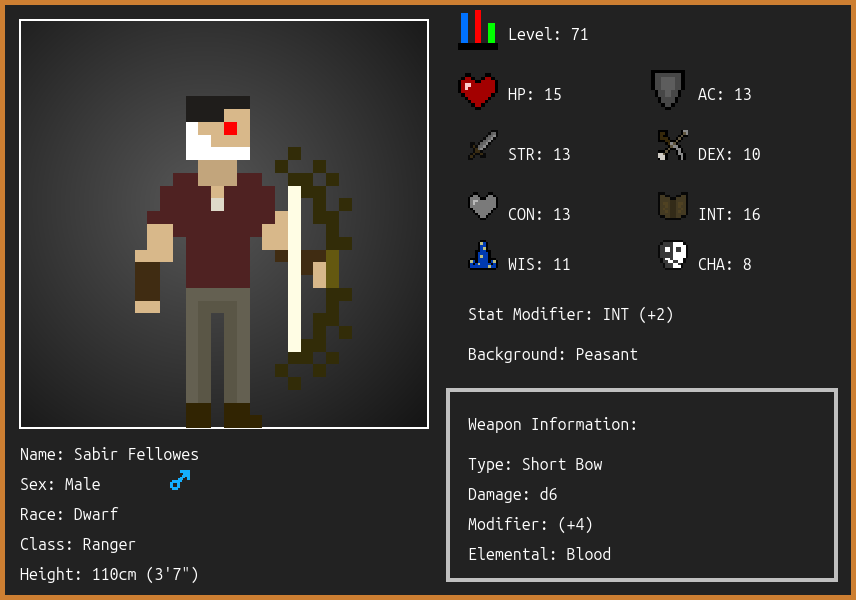 Level: 71
HP: 15
AC: 13
STR: 13
DEX: 10
CON: 13
INT: 16
WIS: 11
CHA: 8
Stat Modifier: INT (+2)
Background: Peasant
Weapon Information:
Type: Short Bow
Damage: d6
Modifier: (+4)
Elemental: Blood
Name: Sabir Fellowes
Sex: Male
Race: Dwarf
Class: Ranger
Height: 110cm (3'7")